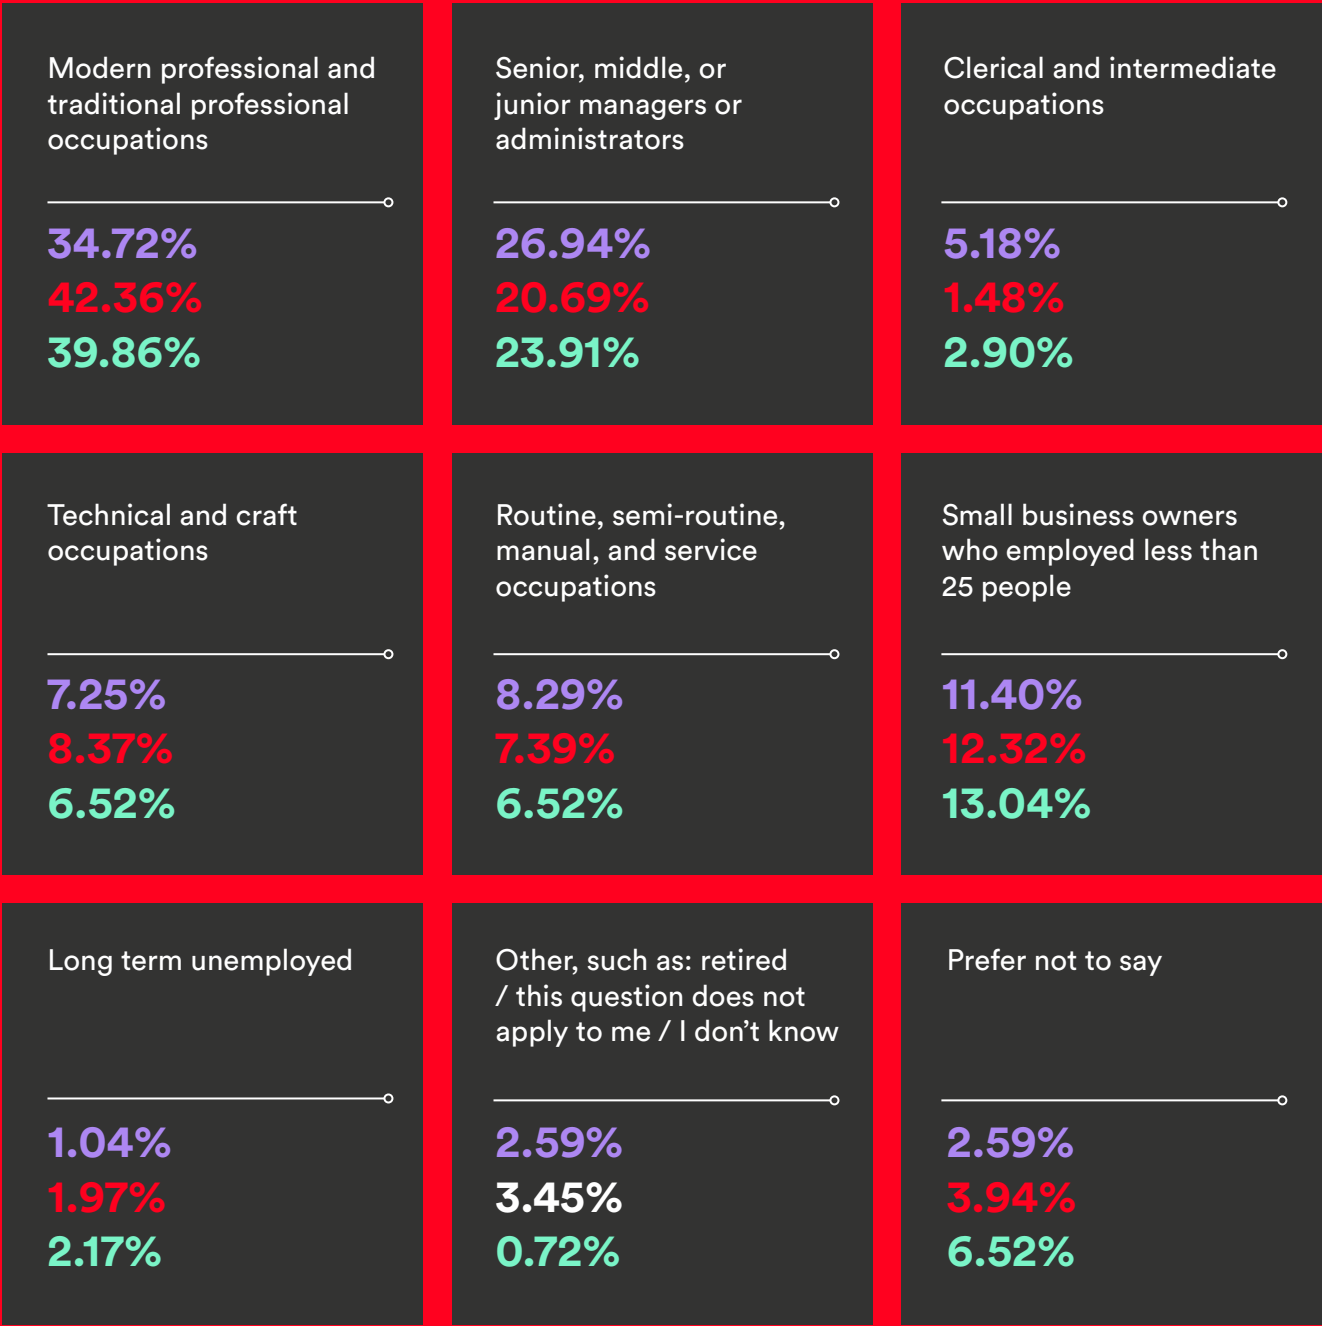 Modern professional and
traditional professional
occupations
34.72%
42.36%
39.86%
Senior, middle, or
junior managers or
administrators
26.94%
20.69%
23.91%
Clerical and intermediate
occupations
5.18%
1.48%
2.90%
Technical and craft
occupations
7.25%
8.37%
6.52%
Routine, semi-routine,
manual, and service
occupations
8.29%
7.39%
6.52%
Small business owners
who employed less than
25 people
11.40%
12.32%
13.04%
Long term unemployed
1.04%
1.97%
2.17%
Other, such as: retired
/ this question does not
apply to me / I don’t know
2.59%
3.45%
0.72%
Prefer not to say
2.59%
3.94%
6.52%